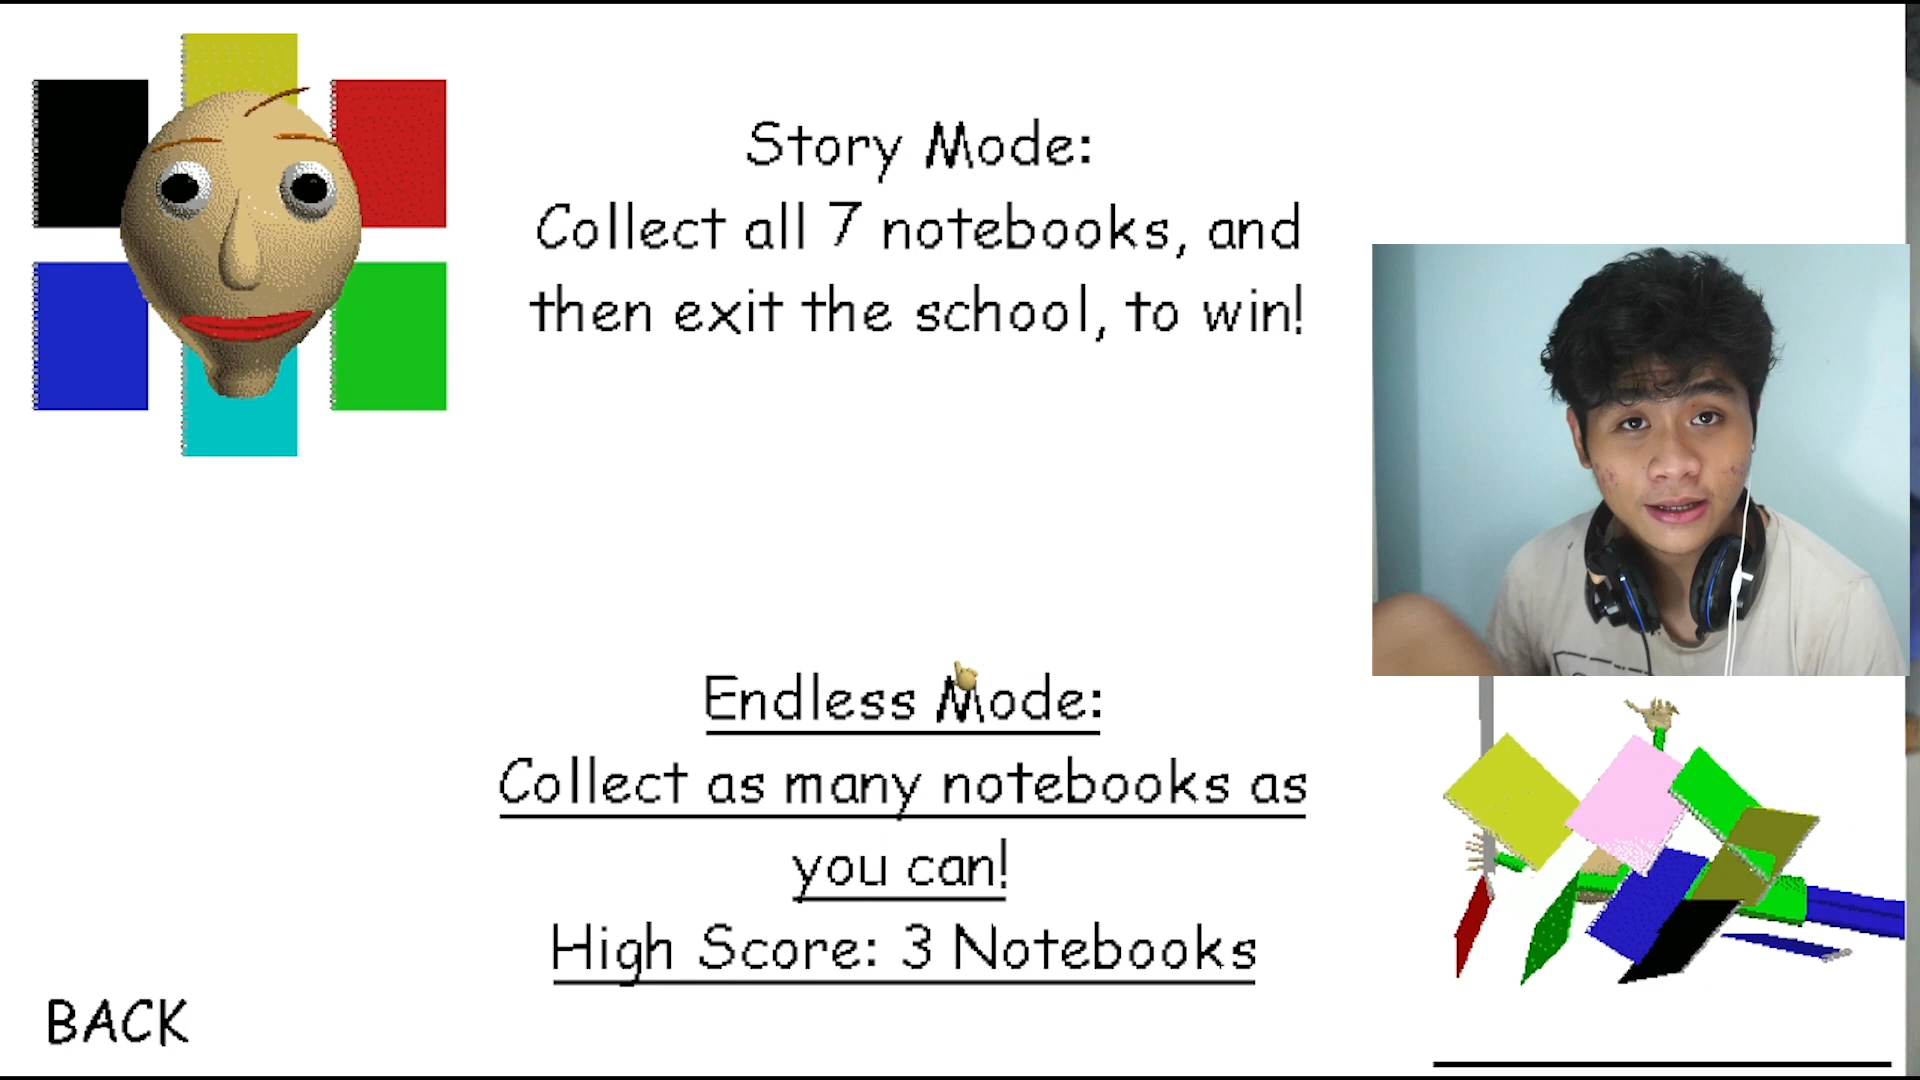 Story Mode:
Collect all 7 notebooks, and
then exit the school, to win!
Endless Mode:
Collect as many notebooks as
you can!
High Score: 3 Notebooks
BACK